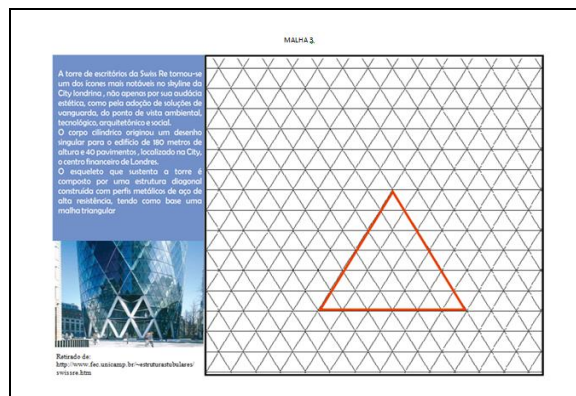 MALHA 3.
A torre de escritórios da Swiss Re tornou-se
um dos ícones mais notáveis no skyline da
City londrina , não apenas por sua audácia
estética, como pela adoção de soluções de
vanguarda, do ponto de vista ambiental,
tecnológico, arquitetônico e social.
O corpo cilíndrico originou um desenho
singular para o edifício de 180 metros de
altura e 40 pavimentos , localizado na City,
o centro financeiro de Londres.
O esqueleto que sustenta a torre é
composto por uma estrutura diagonal
construída com perfis metálicos de aço de
alta resistência, tendo como base uma
malha triangular
Retirado de:
http://www.fec.unicamp.br/~estruturastubulares/
swissre.htm